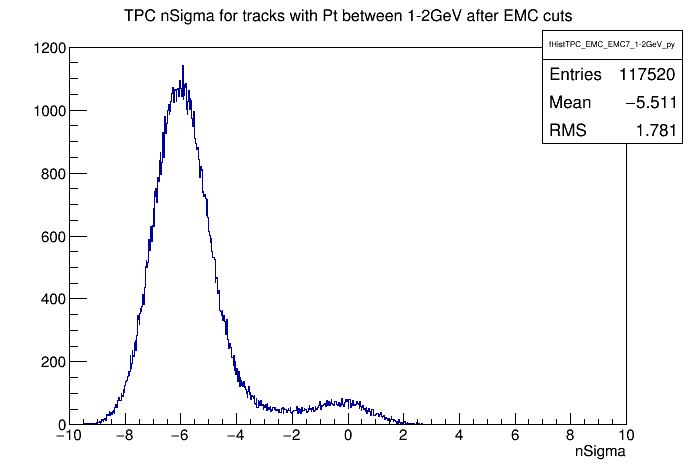 TPC nSigma for tracks with Pt between 1-2GeV after EMC cuts
fHistTPC_EMC_EMC7_1-2GeV_py
Entries 117520
Mean −5.511
RMS 1.781
1200
1000
800
600
400
200
0
−10 −8 −6 −4 −2 0 2 4 6 8 10
nSigma